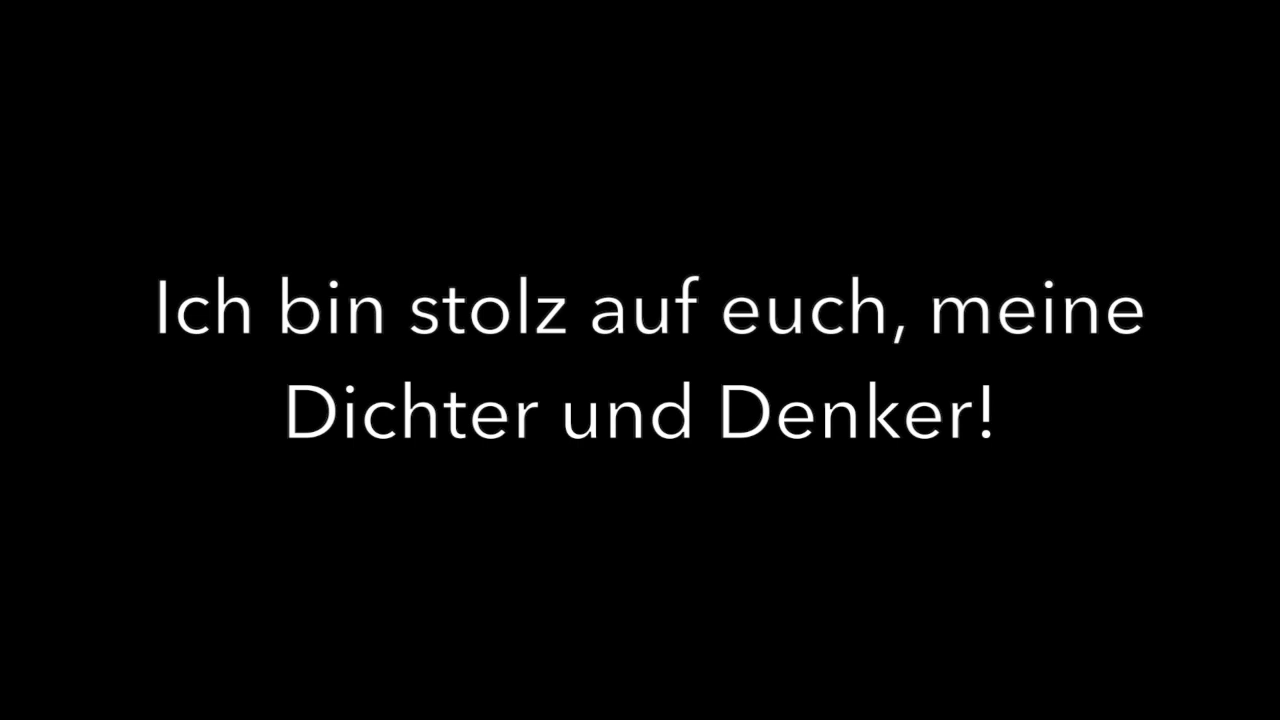 Ich bin stolz auf euch, meine
Dichter und Denker!